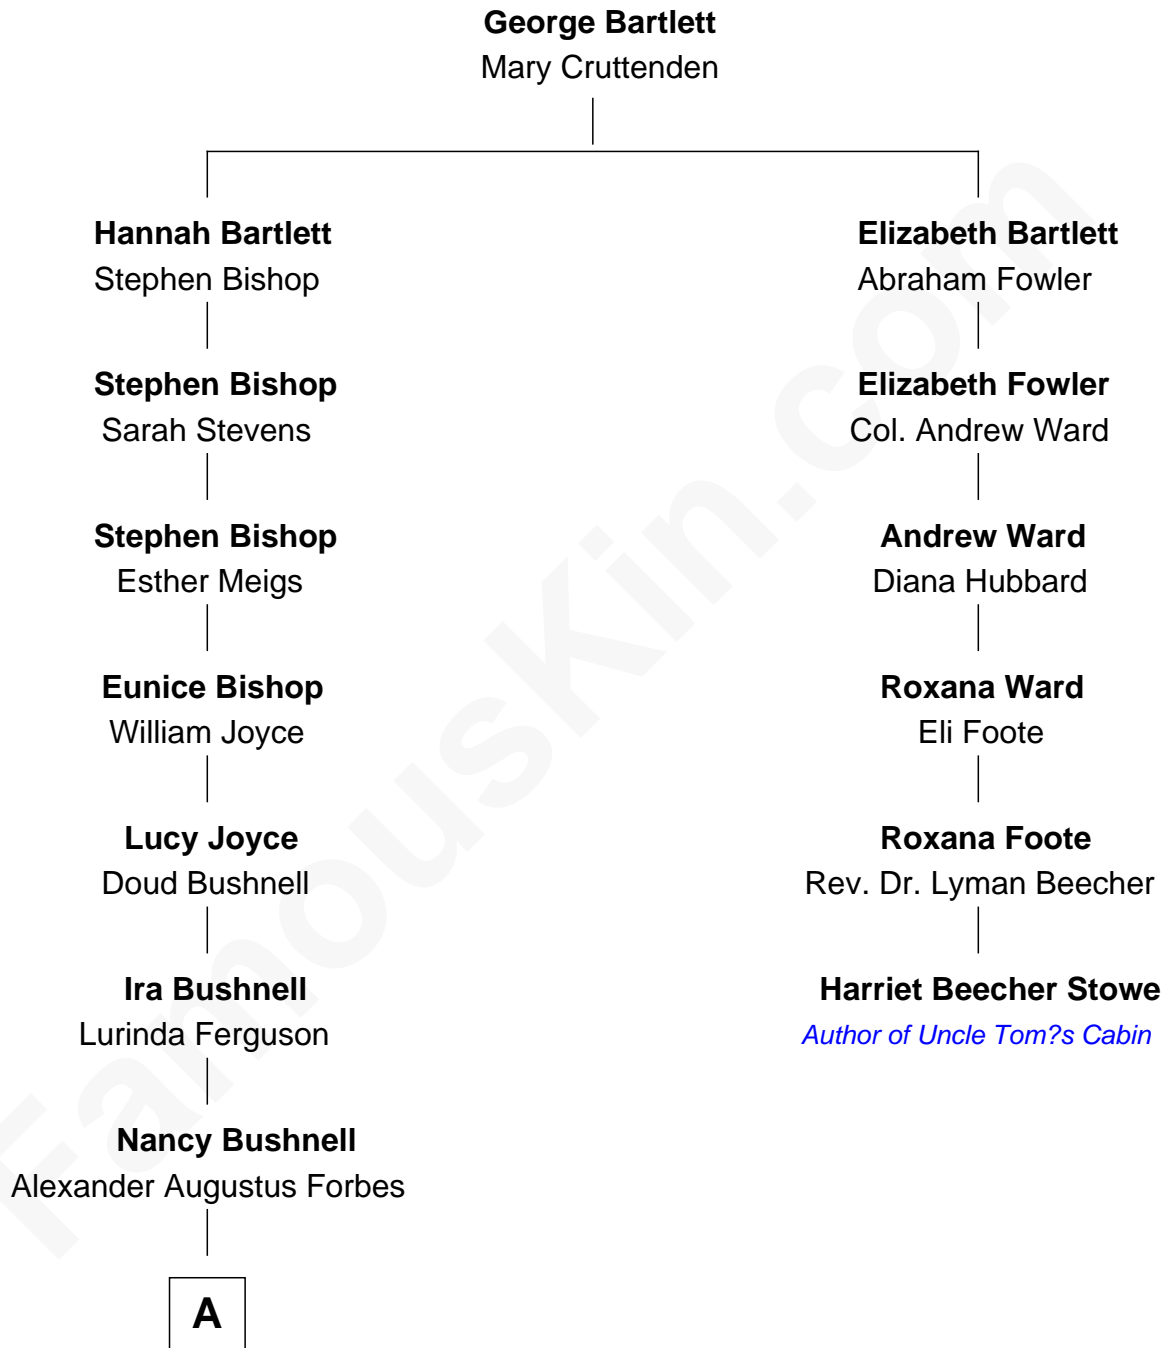 George Bartlett
Mary Cruttenden
Hannah Bartlett
Stephen Bishop
Elizabeth Bartlett
Abraham Fowler
Stephen Bishop
Sarah Stevens
Elizabeth Fowler
Col. Andrew Ward
Stephen Bishop
Esther Meigs
Andrew Ward
Diana Hubbard
Eunice Bishop
William Joyce
Roxana Ward
Eli Foote
Lucy Joyce
Doud Bushnell
Roxana Foote
Rev. Dr. Lyman Beecher
Ira Bushnell
Lurinda Ferguson
Harriet Beecher Stowe
Author of Uncle Tom?s Cabin
Nancy Bushnell
Alexander Augustus Forbes
A
FamousKin.com